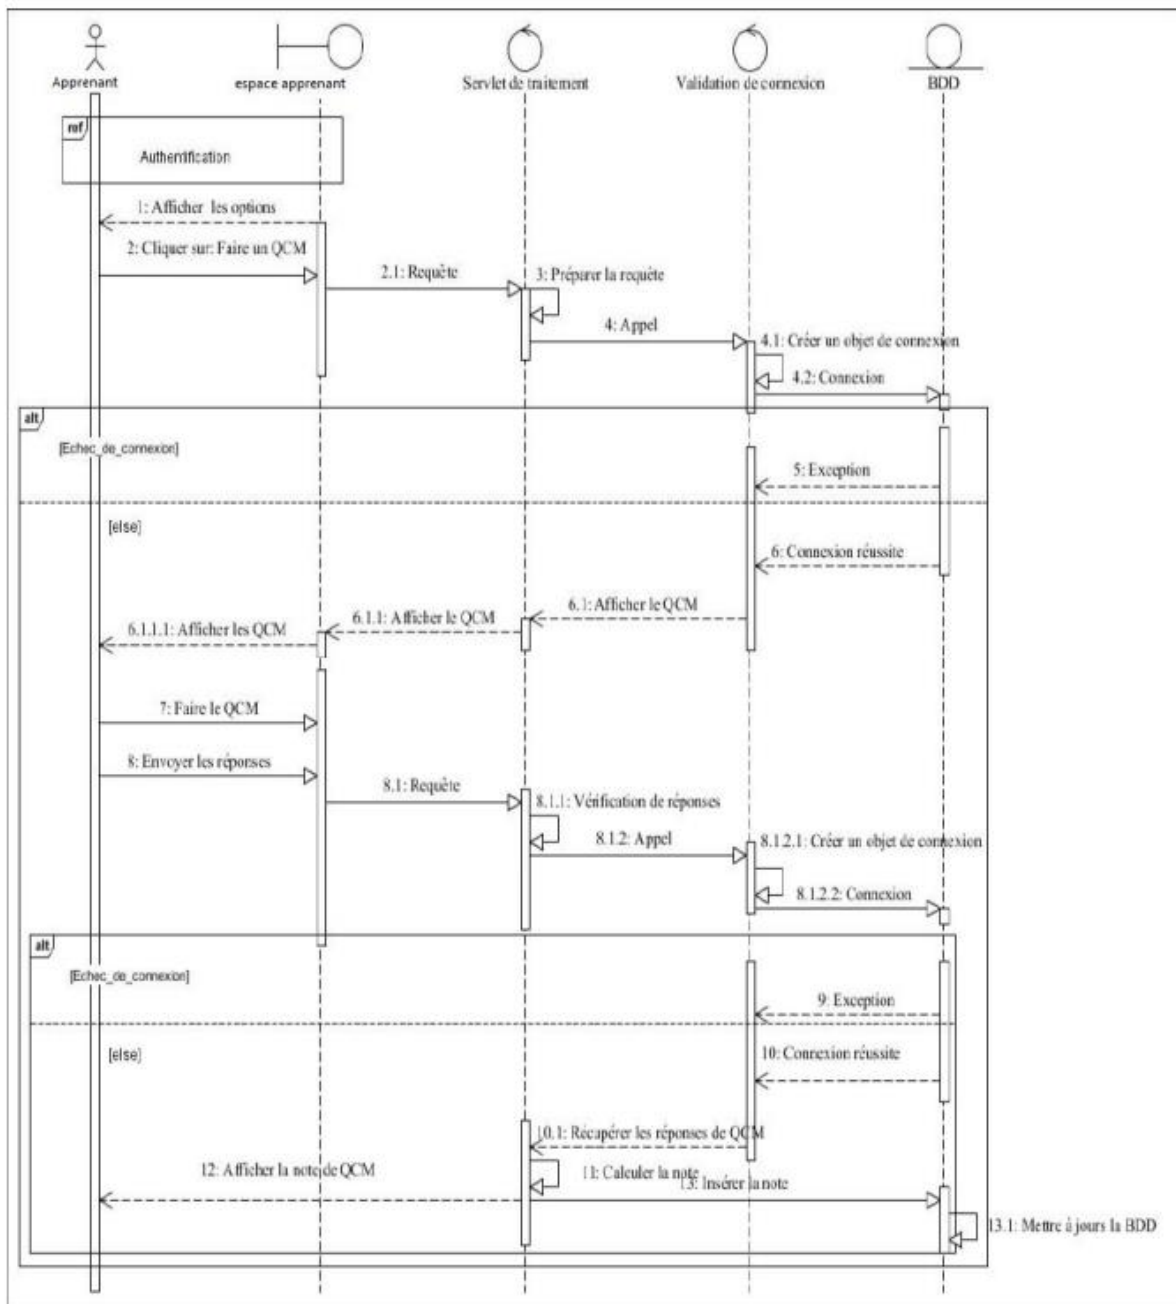 Apprenant
espace apprenant
Servlet de traitement
Validation de connexion
BDD
ref
Authentification
1: Afficher les options
2: Cliquer sur: Faire un QCM
2.1: Requête
3: Préparer la requête
4: Appel
4.1: Créer un objet de connexion
4.2: Connexion
alt
[Echec_de_connexion]
5: Exception
[else]
6: Connexion réussite
6.1: Afficher le QCM
6.1.1: Afficher le QCM
6.1.1.1: Afficher les QCM
7: Faire le QCM
8: Envoyer les réponses
8.1: Requête
8.1.1: Vérification de réponses
8.1.2: Appel
8.1.2.1: Créer un objet de connexion
8.1.2.2: Connexion
alt
[Echec_de_connexion]
9: Exception
[else]
10: Connexion réussite
10.1: Récapérer les réponses de QCM
11: Calculer la note
12: Afficher la note de QCM
13: Insérer la note
13.1: Mettre à jours la BDD